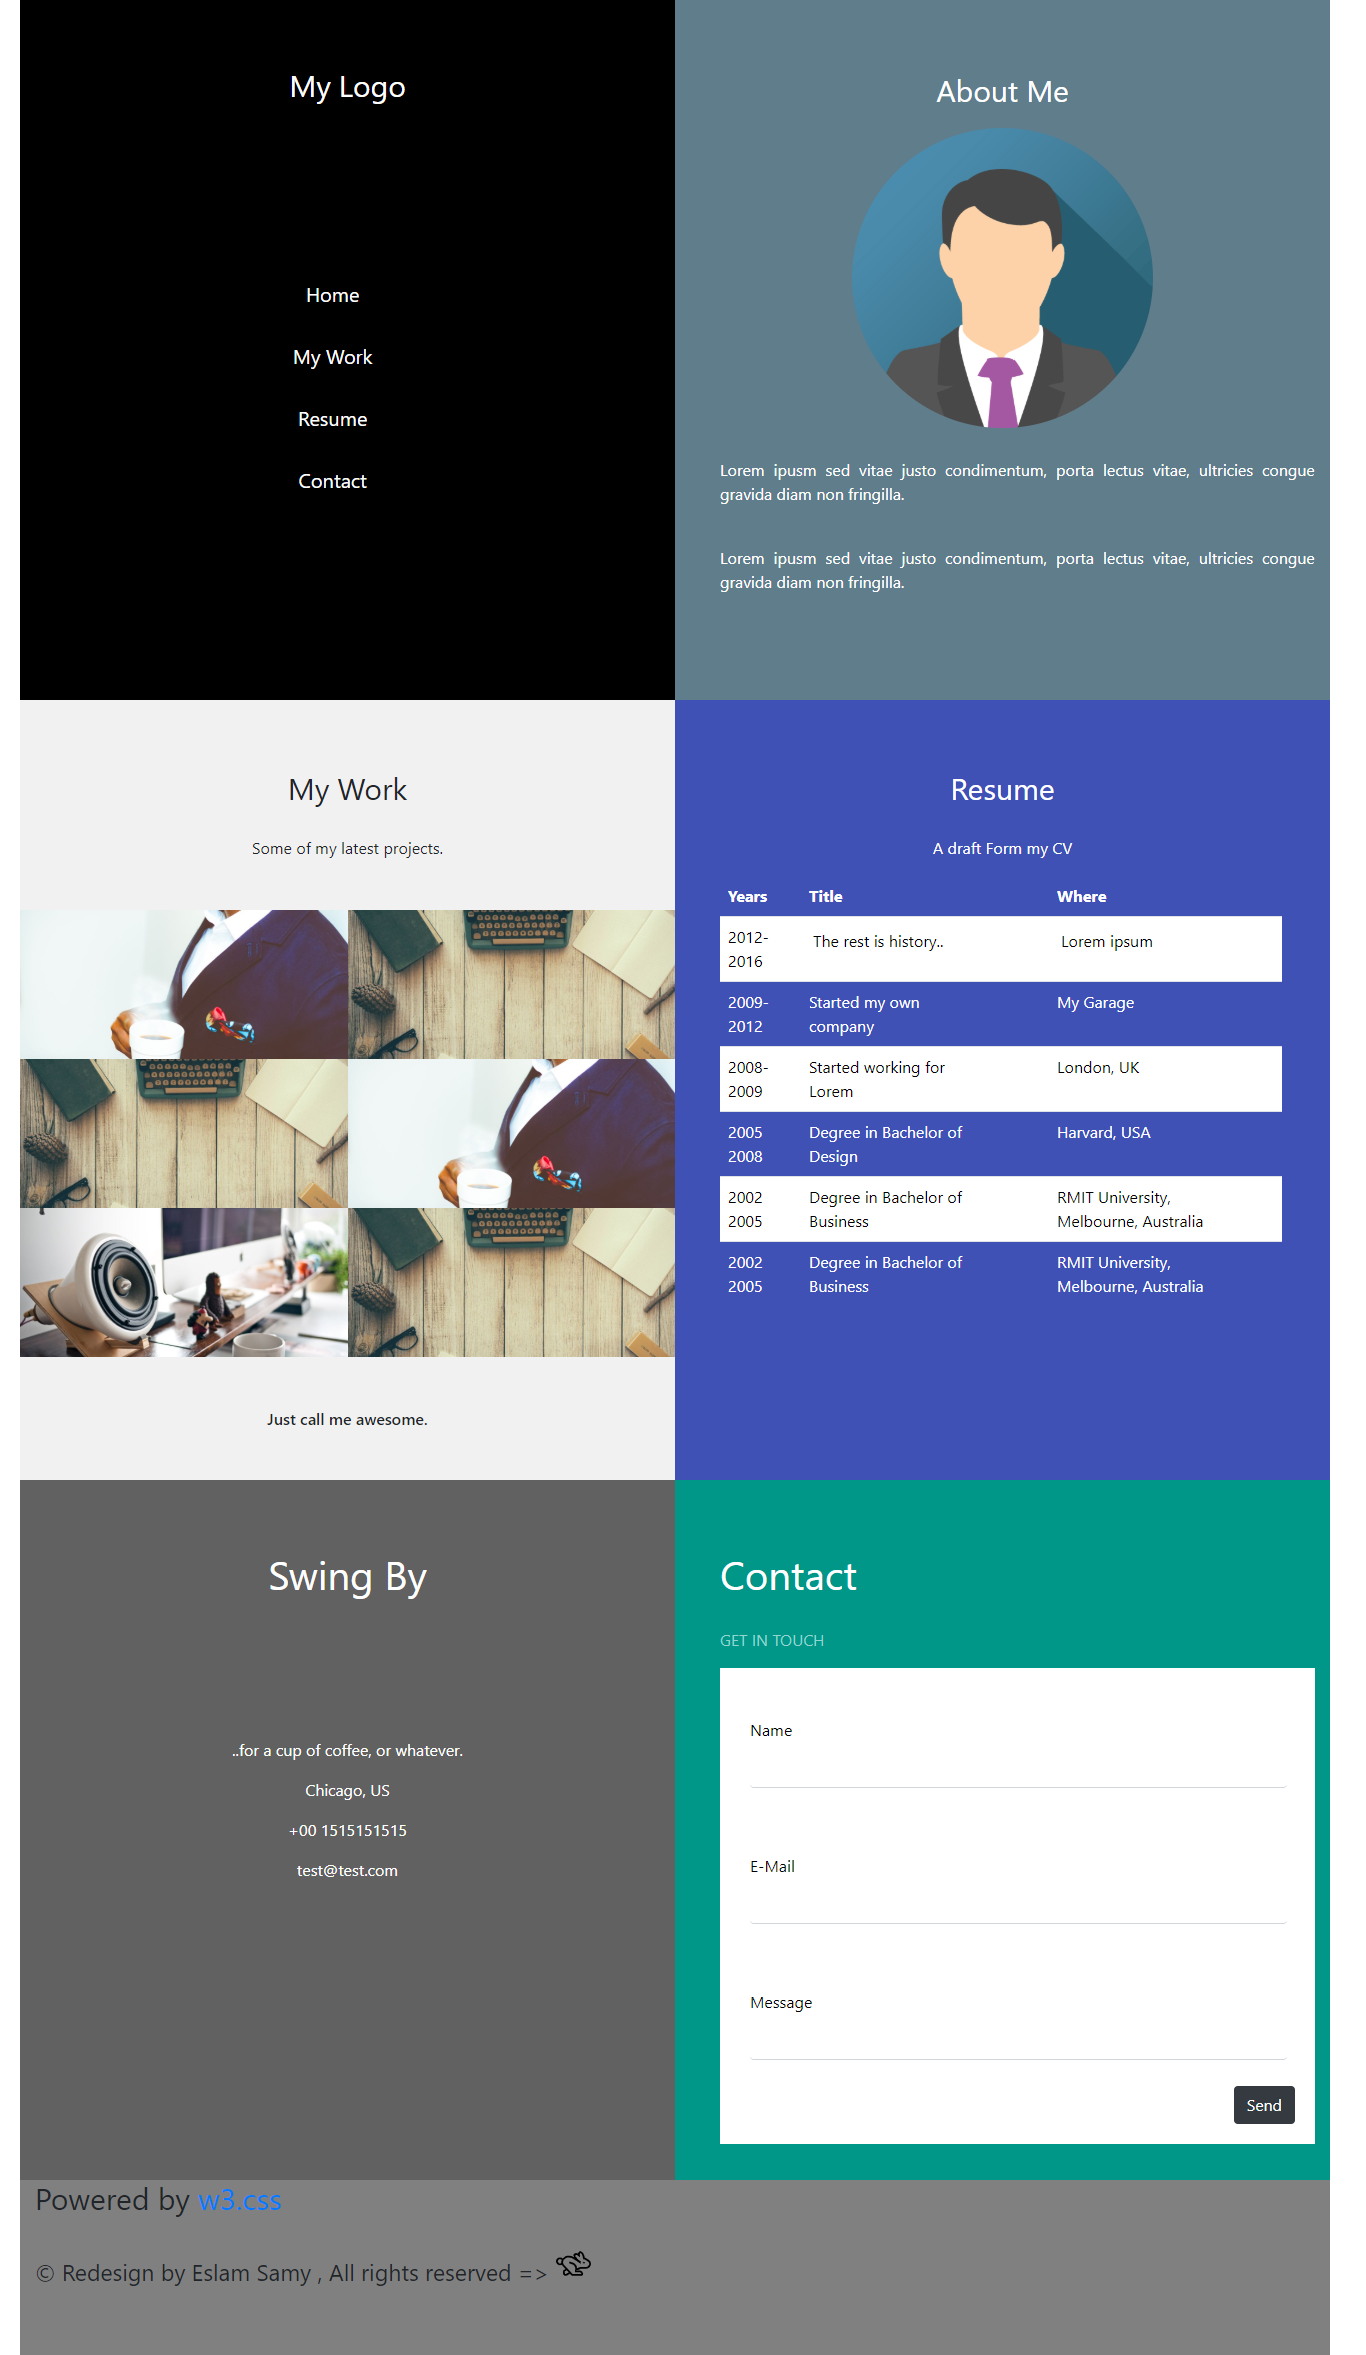 My Logo
Home
My Work
Resume
Contact
About Me
Lorem ipusm sed vitae justo condimentum, porta lectus vitae, ultricies congue
gravida diam non fringilla.
Lorem ipusm sed vitae justo condimentum, porta lectus vitae, ultricies congue
gravida diam non fringilla.
My Work
Some of my latest projects.
Just call me awesome.
Resume
A draft Form my CV
Years Title Where
2012- The rest is history.. Lorem ipsum
2016
2009- Started my own My Garage
2012 company
2008- Started working for London, UK
2009 Lorem
2005 Degree in Bachelor of Harvard, USA
2008 Design
2002 Degree in Bachelor of RMIT University,
2005 Business Melbourne, Australia
2002 Degree in Bachelor of RMIT University,
2005 Business Melbourne, Australia
Swing By
..for a cup of coffee, or whatever.
Chicago, US
+00 1515151515
test@test.com
Contact
GET IN TOUCH
Name
E-Mail
Message
Send
Powered by w3.css
© Redesign by Eslam Samy , All rights reserved =>